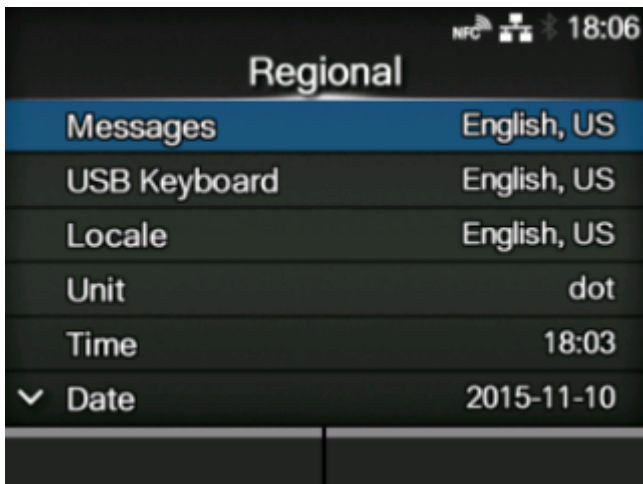 NFC 18:06
Regional
Messages English, US
USB Keyboard English, US
Locale English, US
Unit dot
Time 18:03
Date 2015-11-10